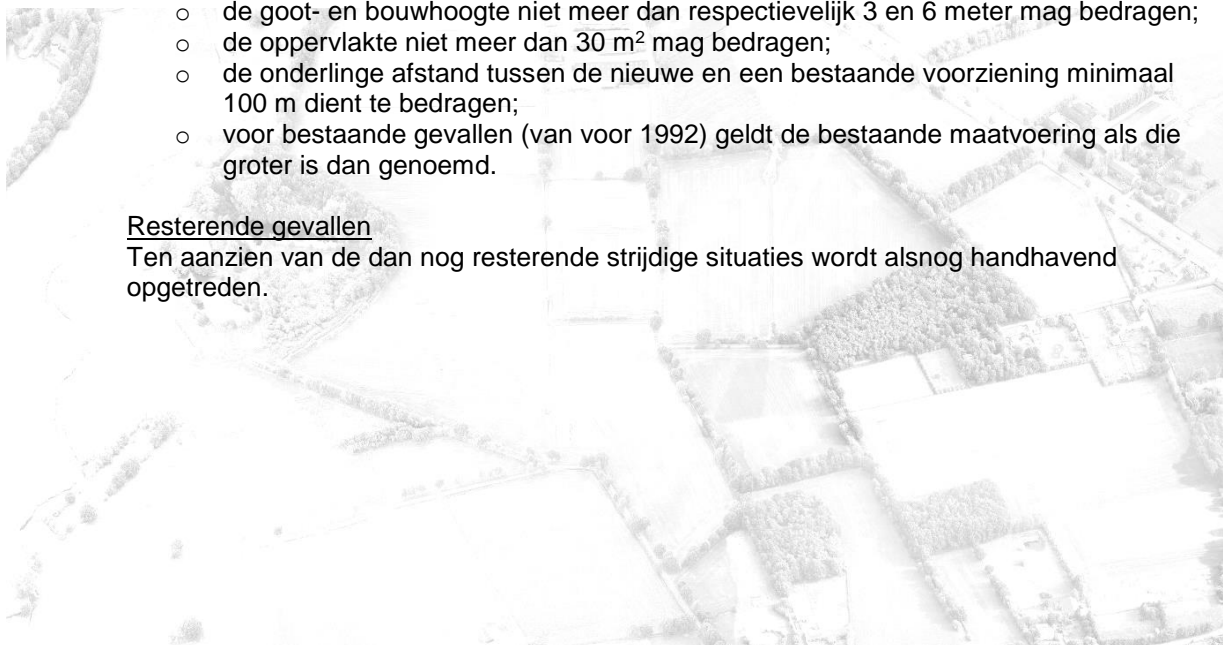 o de goot- en bouwhoogte niet meer dan respectievelijk 3 en 6 meter mag bedragen;
o de oppervlakte niet meer dan 30 m² mag bedragen;
o de onderlinge afstand tussen de nieuwe en een bestaande voorziening minimaal
100 m dient te bedragen;
o voor bestaande gevallen (van voor 1992) geldt de bestaande maatvoering als die
groter is dan genoemd.
Resterende gevallen
Ten aanzien van de dan nog resterende strijdige situaties wordt alsnog handhavend
opgetreden.